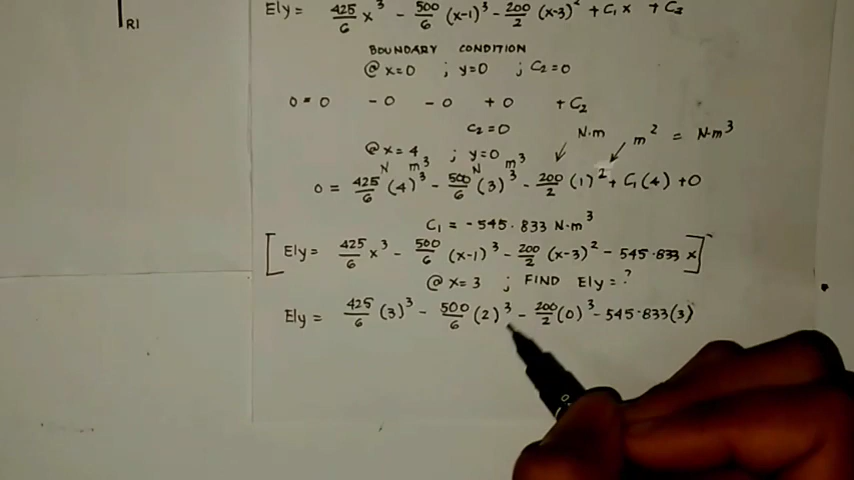 R1
EIy = 425/6 x³ - 500/6 (x-1)³ - 200/2 (x-3)² + C₁ x + C₂
BOUNDARY CONDITION
@ x=0 ; y=0 ; C₂=0
0 = 0 - 0 - 0 + 0 + C₂
C₂=0
N·m m² = N·m³
@ x=4 ; y=0
N m³ N m³
0 = 425/6 (4)³ - 500/6 (3)³ - 200/2 (1)² + C₁(4) + 0
C₁ = -545.833 N·m³
[EIy = 425/6 x³ - 500/6 (x-1)³ - 200/2 (x-3)² - 545.833 x]
@ x=3 ; FIND EIy = ?
EIy = 425/6 (3)³ - 500/6 (2)³ - 200/2 (0)³ - 545.833(3)